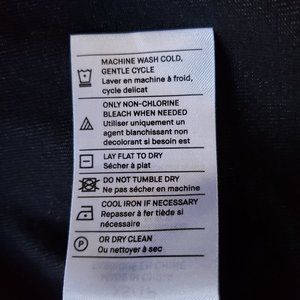 MACHINE WASH COLD,
GENTLE CYCLE
Laver en machine à froid,
cycle délicat
ONLY NON-CHLORINE
BLEACH WHEN NEEDED
Utiliser uniquement un
agent blanchissant non
décolorant si besoin est
LAY FLAT TO DRY
Sécher à plat
DO NOT TUMBLE DRY
Ne pas sécher en machine
COOL IRON IF NECESSARY
Repasser à fer tiède si
nécessaire
P
OR DRY CLEAN
Ou nettoyer à sec